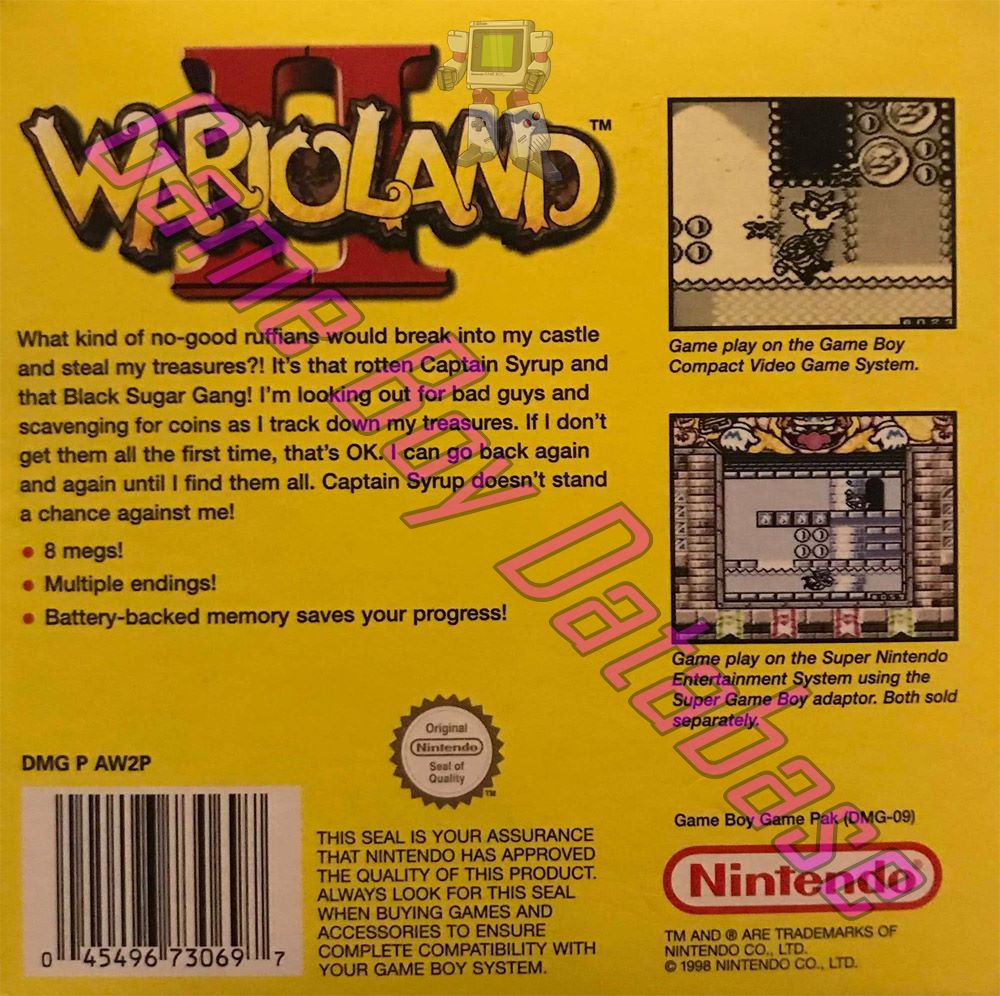 WARIOLAND II ™
What kind of no-good ruffians would break into my castle
and steal my treasures?! It's that rotten Captain Syrup and
that Black Sugar Gang! I'm looking out for bad guys and
scavenging for coins as I track down my treasures. If I don't
get them all the first time, that's OK. I can go back again
and again until I find them all. Captain Syrup doesn't stand
a chance against me!
• 8 megs!
• Multiple endings!
• Battery-backed memory saves your progress!
Game play on the Game Boy
Compact Video Game System.
Game play on the Super Nintendo
Entertainment System using the
Super Game Boy adaptor. Both sold
separately.
Game Boy Database
DMG P AW2P
0 45496 73069 7
Original
Nintendo
Seal of
Quality
TM
THIS SEAL IS YOUR ASSURANCE
THAT NINTENDO HAS APPROVED
THE QUALITY OF THIS PRODUCT.
ALWAYS LOOK FOR THIS SEAL
WHEN BUYING GAMES AND
ACCESSORIES TO ENSURE
COMPLETE COMPATIBILITY WITH
YOUR GAME BOY SYSTEM.
Game Boy Game Pak (DMG-09)
Nintendo®
TM AND ® ARE TRADEMARKS OF
NINTENDO CO., LTD.
© 1998 NINTENDO CO., LTD.